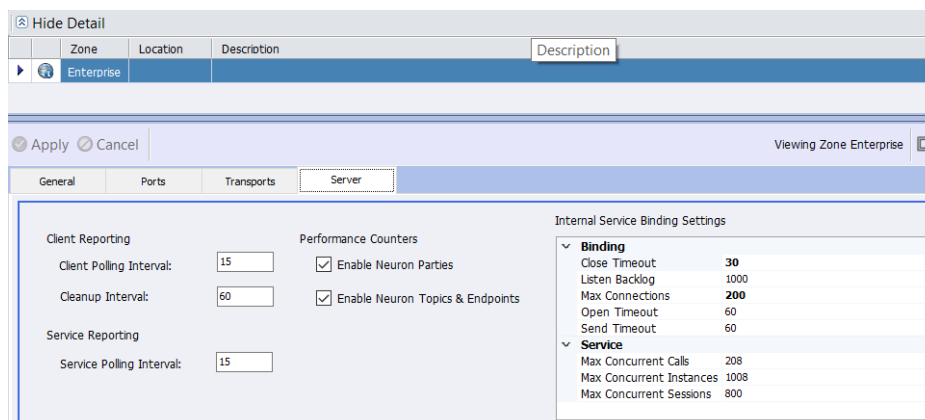 Hide Detail
Zone Location Description
Description
Enterprise
Apply Cancel Viewing Zone Enterprise
General Ports Transports Server
Internal Service Binding Settings
Client Reporting Performance Counters
Binding
Client Polling Interval: 15 Enable Neuron Parties
Close Timeout 30
Listen Backlog 1000
Cleanup Interval: 60 Enable Neuron Topics & Endpoints
Max Connections 200
Open Timeout 60
Send Timeout 60
Service Reporting
Service
Service Polling Interval: 15
Max Concurrent Calls 208
Max Concurrent Instances 1008
Max Concurrent Sessions 800